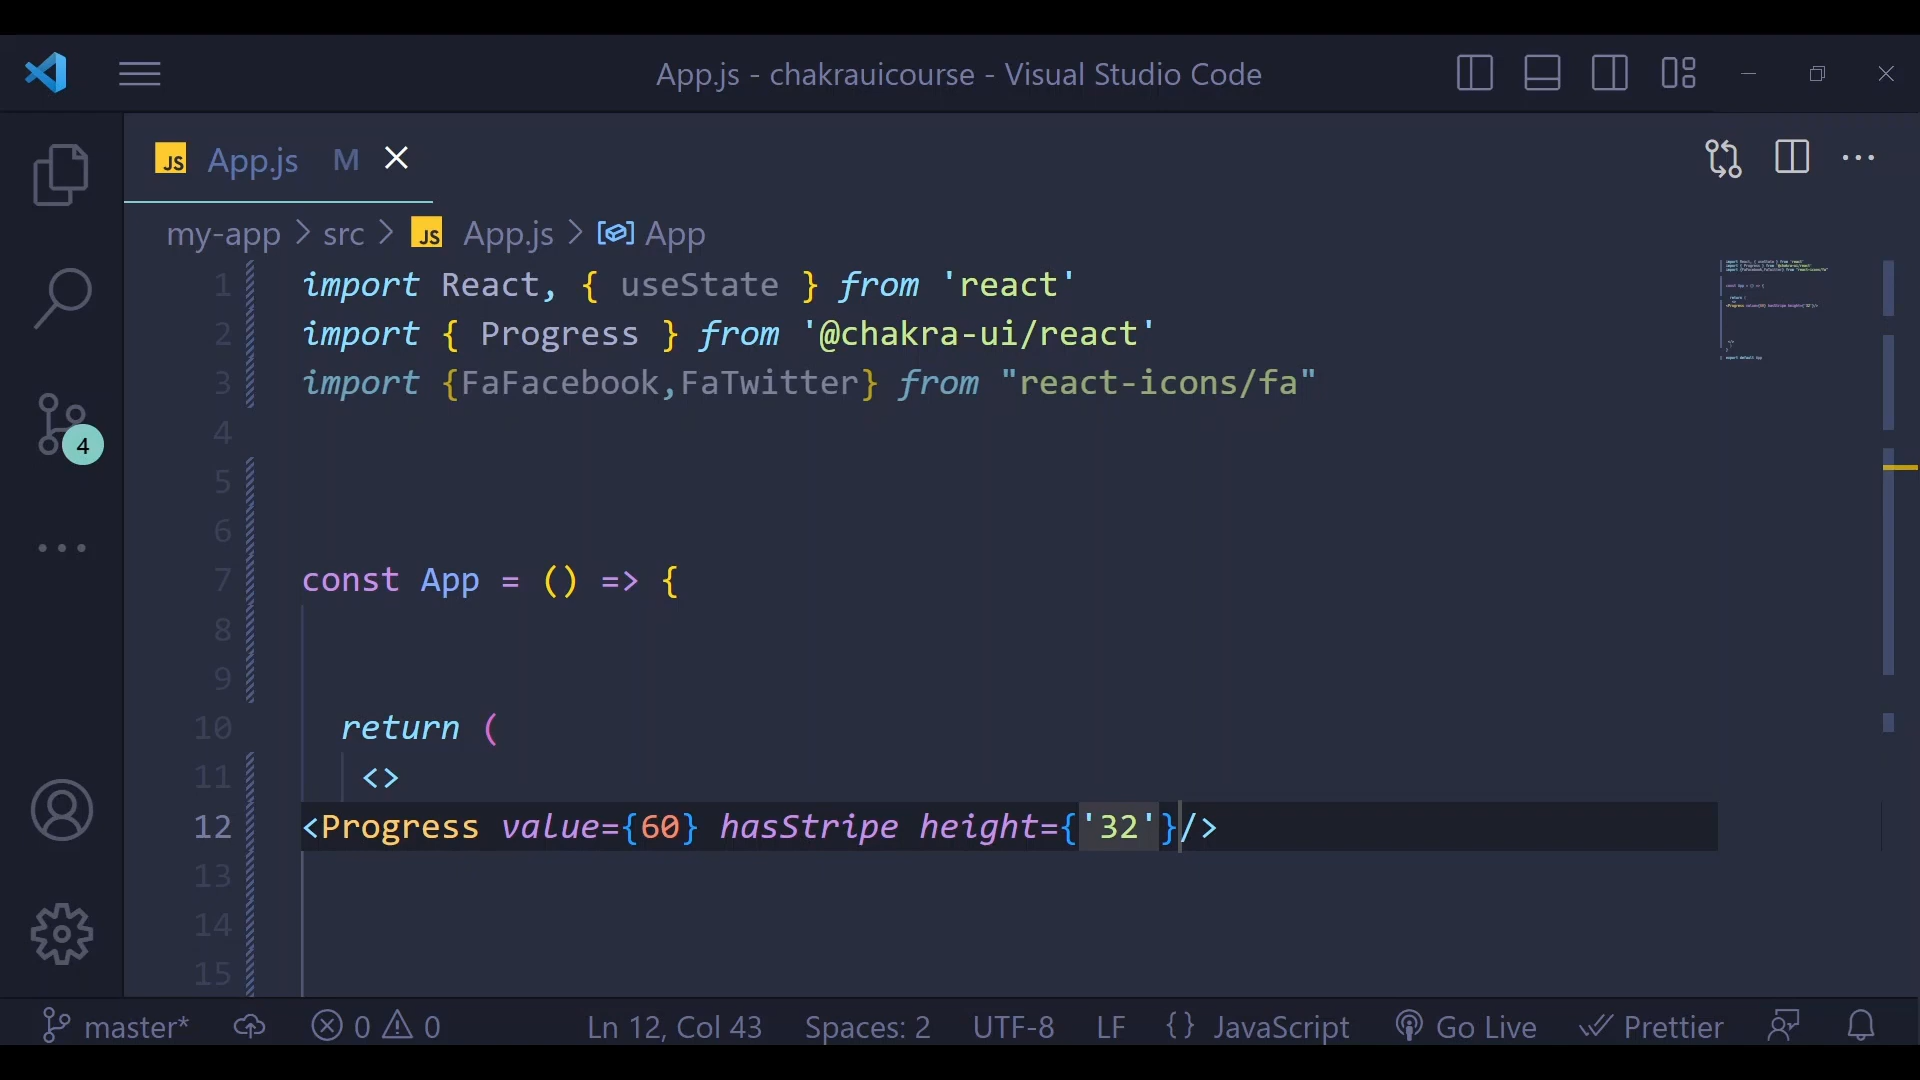 App.js - chakrauicourse - Visual Studio Code
JS App.js M
my-app > src > JS App.js > App
1 import React, { useState } from 'react'
2 import { Progress } from '@chakra-ui/react'
3 import {FaFacebook,FaTwitter} from "react-icons/fa"
4
5
6
7 const App = () => {
8
9
10 return (
11 <>
12 <Progress value={60} hasStripe height={'32'}/>
13
14
15
4
master* 0 0 Ln 12, Col 43 Spaces: 2 UTF-8 LF {} JavaScript Go Live Prettier